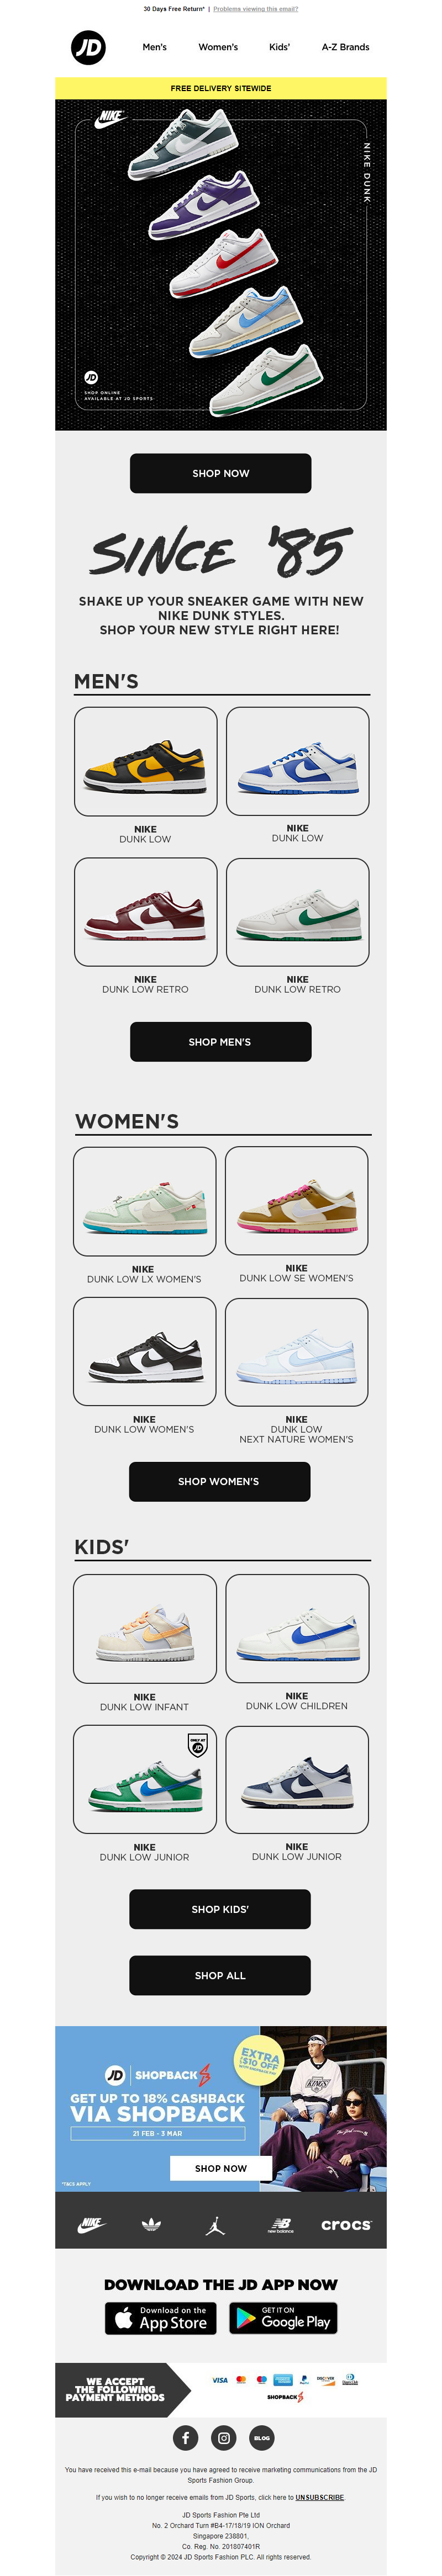 30 Days Free Return* | Problems viewing this email?
JD
Men's Women's Kids' A-Z Brands
FREE DELIVERY SITEWIDE
NIKE
NIKE DUNK
JD
SHOP ONLINE
AVAILABLE AT JD SPORTS
SHOP NOW
SINCE '85
SHAKE UP YOUR SNEAKER GAME WITH NEW
NIKE DUNK STYLES.
SHOP YOUR NEW STYLE RIGHT HERE!
MEN'S
NIKE
DUNK LOW
NIKE
DUNK LOW
NIKE
DUNK LOW RETRO
NIKE
DUNK LOW RETRO
SHOP MEN'S
WOMEN'S
NIKE
DUNK LOW LX WOMEN'S
NIKE
DUNK LOW SE WOMEN'S
NIKE
DUNK LOW WOMEN'S
NIKE
DUNK LOW
NEXT NATURE WOMEN'S
SHOP WOMEN'S
KIDS'
NIKE
DUNK LOW INFANT
NIKE
DUNK LOW CHILDREN
ONLY AT
JD
NIKE
DUNK LOW JUNIOR
NIKE
DUNK LOW JUNIOR
SHOP KIDS'
SHOP ALL
JD | SHOPBACK
EXTRA
$10 OFF
GET UP TO 18% CASHBACK
VIA SHOPBACK
21 FEB - 3 MAR
KINGS
SHOP NOW
*T&CS APPLY
NIKE
new balance
crocs
DOWNLOAD THE JD APP NOW
Download on the
App Store
GET IT ON
Google Play
WE ACCEPT
THE FOLLOWING
PAYMENT METHODS
VISA
PayPal
DISCOVER
SHOPBACK
BLOG
You have received this e-mail because you have agreed to receive marketing communications from the JD
Sports Fashion Group.
If you wish to no longer receive emails from JD Sports, click here to UNSUBSCRIBE.
JD Sports Fashion Pte Ltd
No. 2 Orchard Turn #B4-17/18/19 ION Orchard
Singapore 238801,
Co. Reg. No. 201807401R
Copyright © 2024 JD Sports Fashion PLC. All rights reserved.